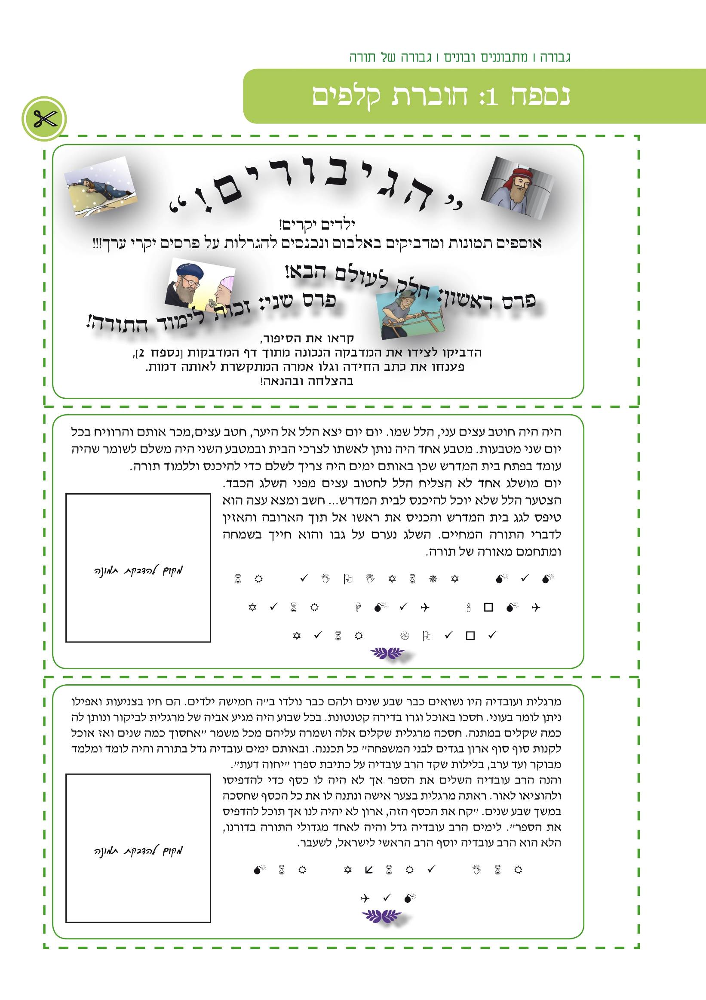 גבורה | מתבוננים ובונים | גבורה של תורה
נספח 1: חוברת קלפים
"הגיבורים!"
ילדים יקרים!
אוספים תמונות ומדביקים באלבום ונכנסים להגרלות על פרסים יקרי ערך!!!
פרס ראשון: חלק לעולם הבא!
פרס שני: זכות לימוד התורה!
קראו את הסיפור,
הדביקו לצידו את המדבקה הנכונה מתוך דף המדבקות [נספח 2],
פענחו את כתב החידה וגלו אמרה המתקשרת לאותה דמות.
בהצלחה ובהנאה!
היה היה חוטב עצים עני, הלל שמו. יום יום יצא הלל אל היער, חטב עצים,מכר אותם והרוויח בכל
יום שני מטבעות. מטבע אחד היה נותן לאשתו לצרכי הבית ובמטבע השני היה משלם לשומר שהיה
עומד בפתח בית המדרש שכן באותם ימים היה צריך לשלם כדי להיכנס וללמוד תורה.
יום מושלג אחד לא הצליח הלל לחטוב עצים מפני השלג הכבד.
הצטער הלל שלא יוכל להיכנס לבית המדרש... חשב ומצא עצה הוא
טיפס לגג בית המדרש והכניס את ראשו אל תוך הארובה והאזין
לדברי התורה המחיים. השלג נערם על גבו והוא חייך בשמחה
ומתחמם מאורה של תורה.
מקום להדבקת תמונה
מרגלית ועובדיה היו נשואים כבר שבע שנים ולהם כבר נולדו ב"ה חמישה ילדים. הם חיו בצניעות ואפילו
ניתן לומר בעוני. חסכו באוכל וגרו בדירה קטנטונת. בכל שבוע היה מגיע אביה של מרגלית לביקור ונותן לה
כמה שקלים במתנה. חסכה מרגלית שקלים אלה ושמרה עליהם מכל משמר "אחסוך כמה שנים ואז אוכל
לקנות סוף סוף ארון בגדים לבני המשפחה" כל תכננה. ובאותם ימים עובדיה גדל בתורה והיה לומד ומלמד
מבוקר ועד ערב, בלילות שקד הרב עובדיה על כתיבת ספרו "יחוה דעת".
והנה הרב עובדיה השלים את הספר אך לא היה לו כסף כדי להדפיסו
ולהוציאו לאור. ראתה מרגלית בצער אישה ונתנה לו את כל הכסף שחסכה
במשך שבע שנים. "קח את הכסף הזה, ארון לא יהיה לנו אך תוכל להדפיס
את הספר". לימים הרב עובדיה גדל והיה לאחד מגדולי התורה בדורנו,
הלא הוא הרב עובדיה יוסף הרב הראשי לישראל, לשעבר.
מקום להדבקת תמונה